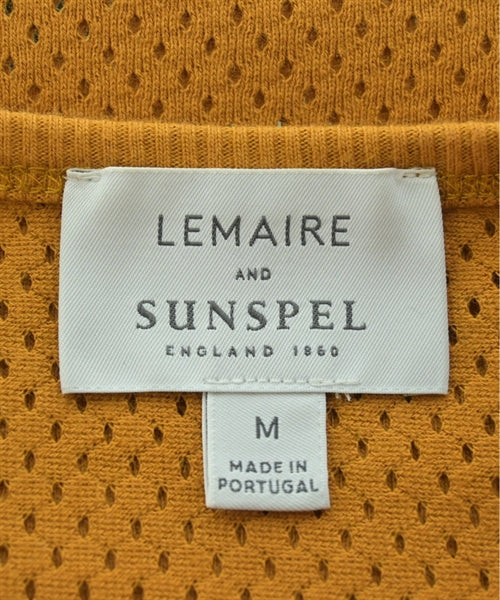 LEMAIRE
AND
SUNSPEL
ENGLAND 1860
M
MADE IN
PORTUGAL